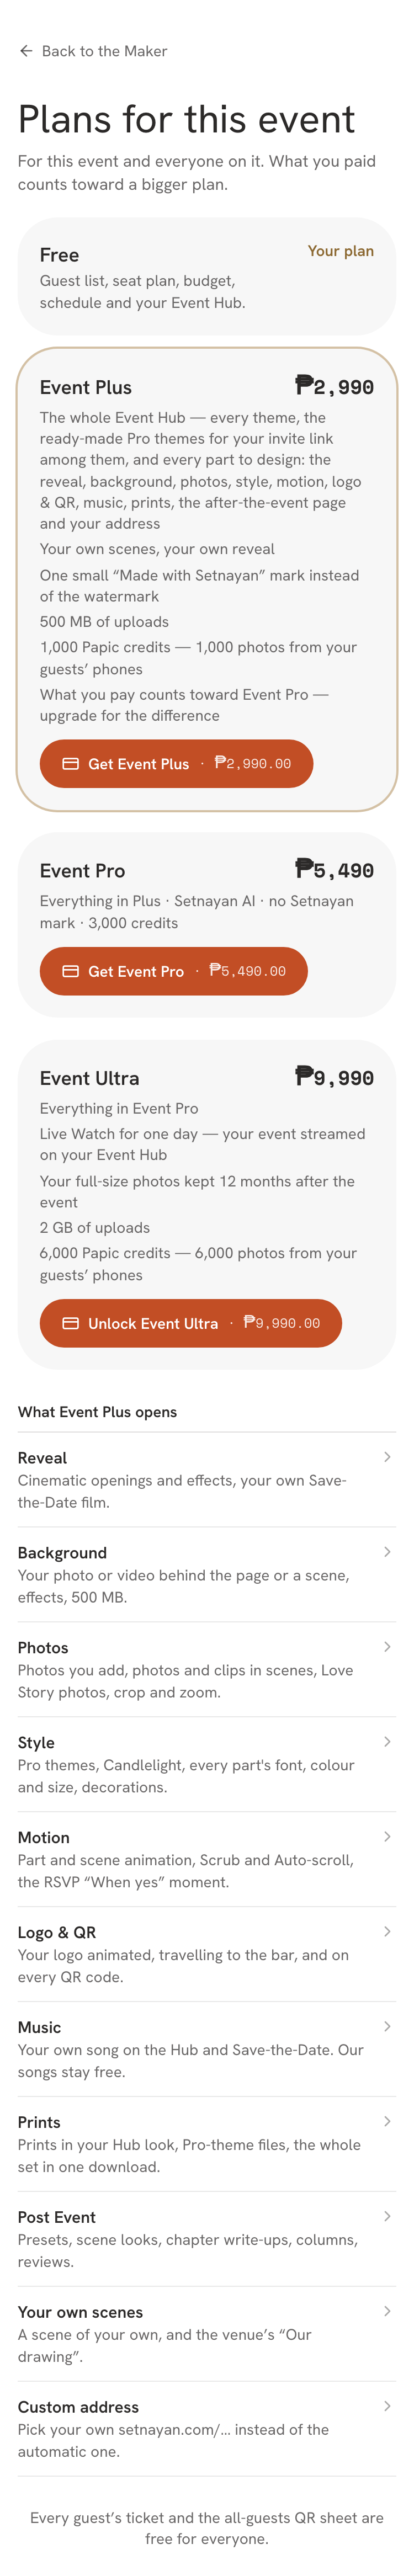 Back to the Maker
Plans for this event
For this event and everyone on it. What you paid
counts toward a bigger plan.
Free
Your plan
Guest list, seat plan, budget,
schedule and your Event Hub.
Event Plus
₱2,990
The whole Event Hub — every theme, the
ready-made Pro themes for your invite link
among them, and every part to design: the
reveal, background, photos, style, motion, logo
& QR, music, prints, the after-the-event page
and your address
Your own scenes, your own reveal
One small “Made with Setnayan” mark instead
of the watermark
500 MB of uploads
1,000 Papic credits — 1,000 photos from your
guests’ phones
What you pay counts toward Event Pro —
upgrade for the difference
Get Event Plus · ₱2,990.00
Event Pro
₱5,490
Everything in Plus · Setnayan AI · no Setnayan
mark · 3,000 credits
Get Event Pro · ₱5,490.00
Event Ultra
₱9,990
Everything in Event Pro
Live Watch for one day — your event streamed
on your Event Hub
Your full-size photos kept 12 months after the
event
2 GB of uploads
6,000 Papic credits — 6,000 photos from your
guests’ phones
Unlock Event Ultra · ₱9,990.00
What Event Plus opens
Reveal
Cinematic openings and effects, your own Save-
the-Date film.
Background
Your photo or video behind the page or a scene,
effects, 500 MB.
Photos
Photos you add, photos and clips in scenes, Love
Story photos, crop and zoom.
Style
Pro themes, Candlelight, every part's font, colour
and size, decorations.
Motion
Part and scene animation, Scrub and Auto-scroll,
the RSVP “When yes” moment.
Logo & QR
Your logo animated, travelling to the bar, and on
every QR code.
Music
Your own song on the Hub and Save-the-Date. Our
songs stay free.
Prints
Prints in your Hub look, Pro-theme files, the whole
set in one download.
Post Event
Presets, scene looks, chapter write-ups, columns,
reviews.
Your own scenes
A scene of your own, and the venue’s “Our
drawing”.
Custom address
Pick your own setnayan.com/... instead of the
automatic one.
Every guest’s ticket and the all-guests QR sheet are
free for everyone.